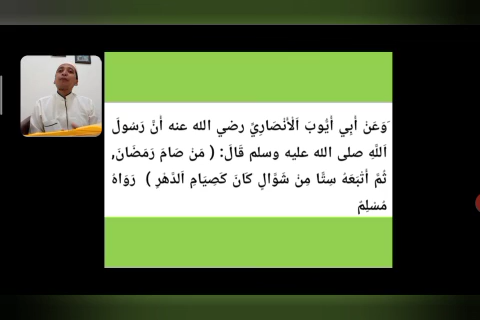 َوَعَنْ أَبِي أَيُّوبَ اَلْأَنْصَارِيِّ رضي الله عنه أَنَّ رَسُولَ
اَللَّهِ صلى الله عليه وسلم قَالَ: ( مَنْ صَامَ رَمَضَانَ,
ثُمَّ أَتْبَعَهُ سِتًّا مِنْ شَوَّالٍ كَانَ كَصِيَامِ اَلدَّهْرِ ) رَوَاهُ
مُسْلِمٌ